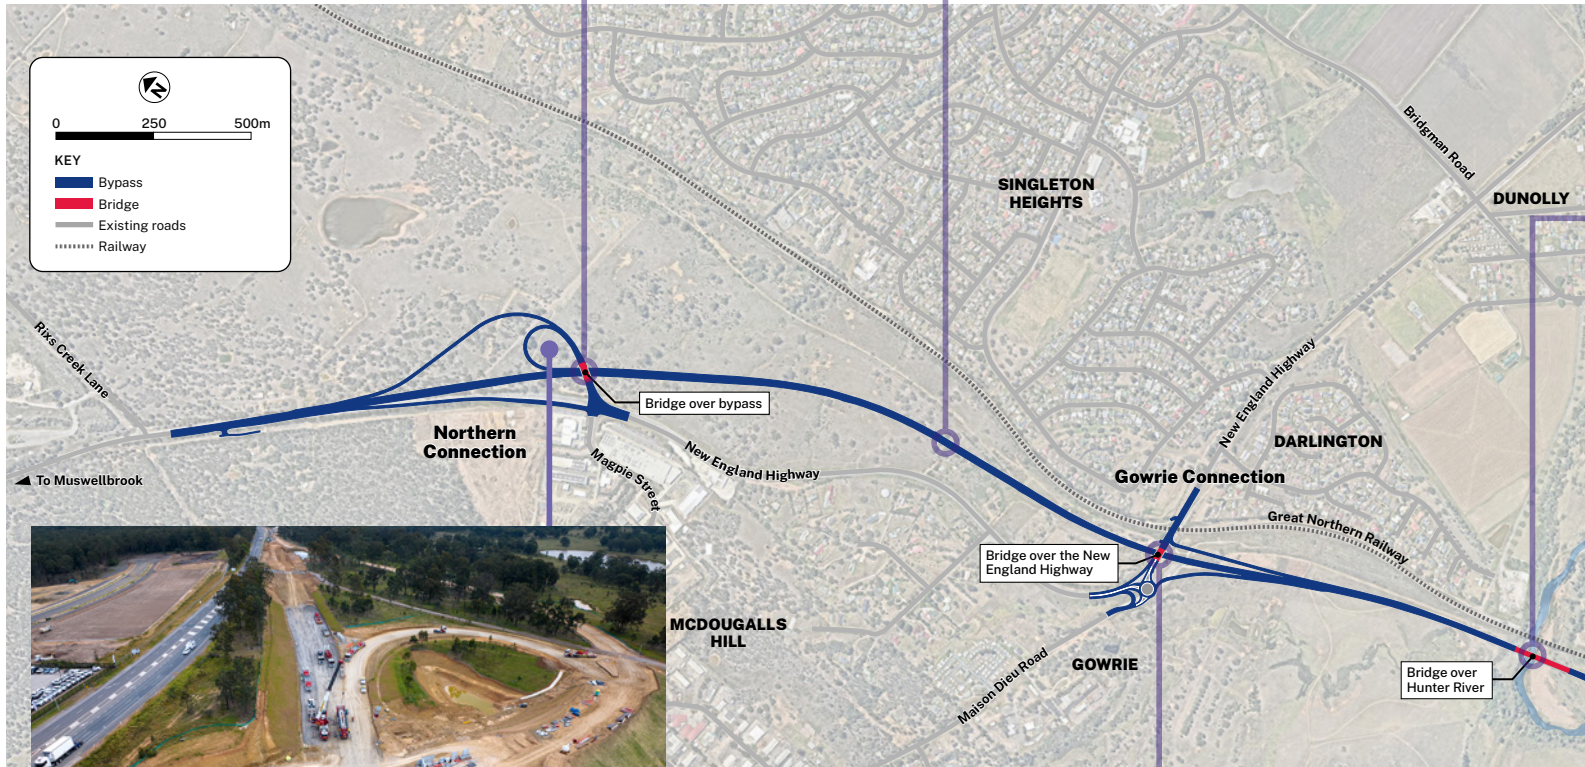 N
0 250 500m
KEY
Bypass
Bridge
Existing roads
Railway
Rixs Creek Lane
To Muswellbrook
Northern
Connection
Bridge over bypass
Magpie Street
New England Highway
SINGLETON
HEIGHTS
Bridgman Road
DUNOLLY
New England Highway
DARLINGTON
Gowrie Connection
Great Northern Railway
Bridge over the New
England Highway
MCDOUGALLS
HILL
GOWRIE
Maison Dieu Road
Bridge over
Hunter River